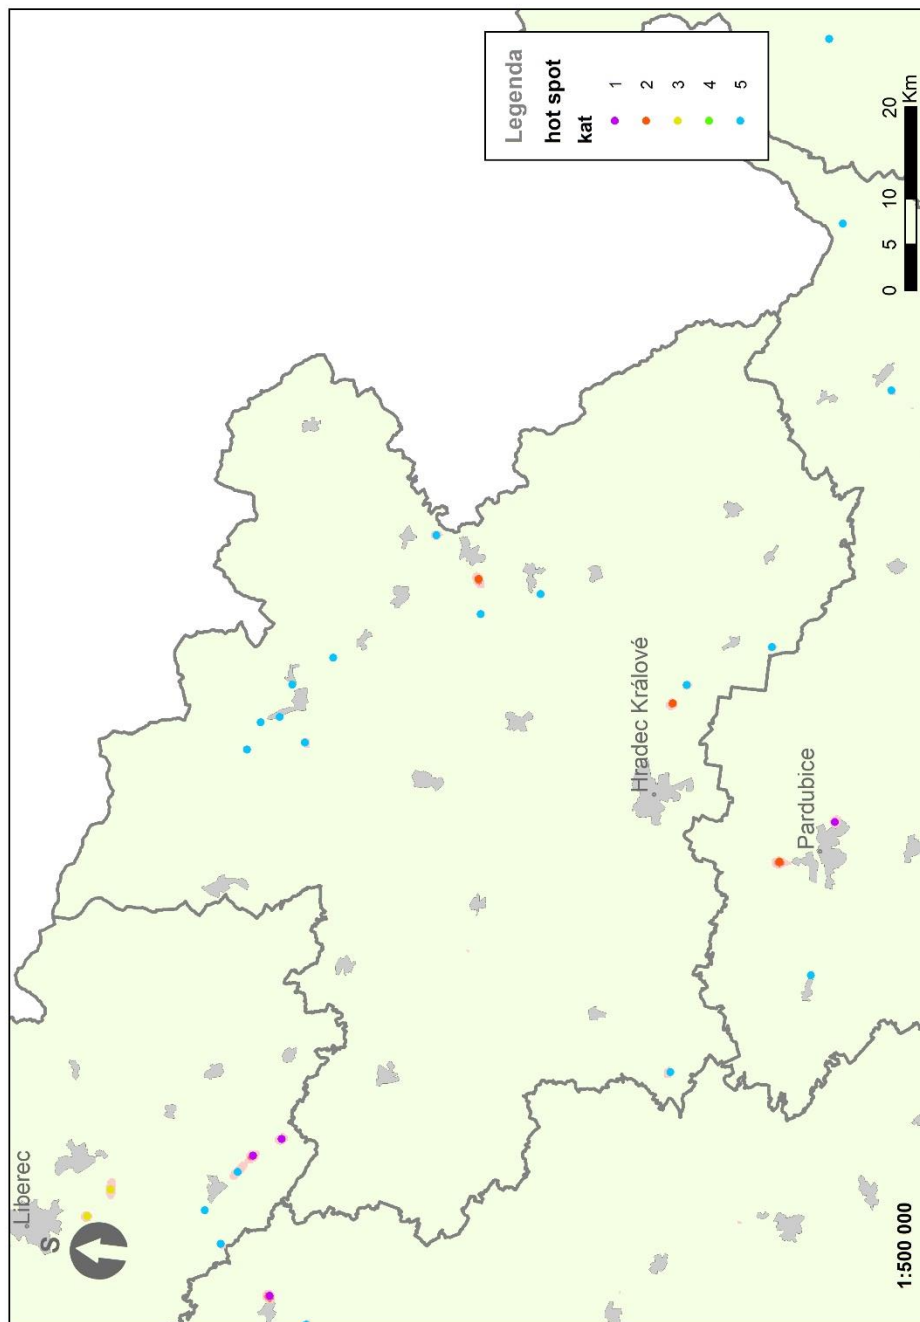 Liberec
S
Hradec Králové
Pardubice
Legenda
hot spot
kat
1
2
3
4
5
0 5 10 20
Km
1:500 000